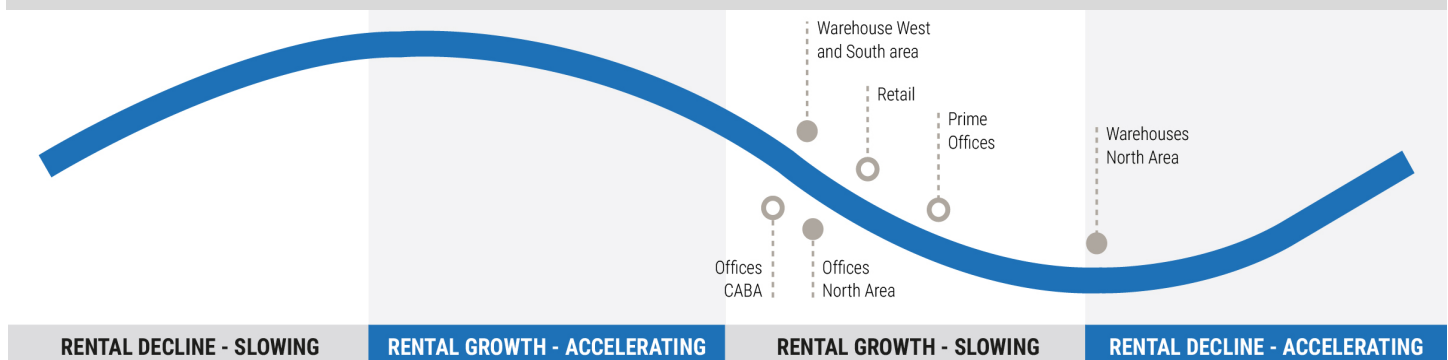 Warehouse West
and South area
Retail
Prime
Offices
Warehouses
North Area
Offices
CABA
Offices
North Area
RENTAL DECLINE - SLOWING
RENTAL GROWTH - ACCELERATING
RENTAL GROWTH - SLOWING
RENTAL DECLINE - ACCELERATING